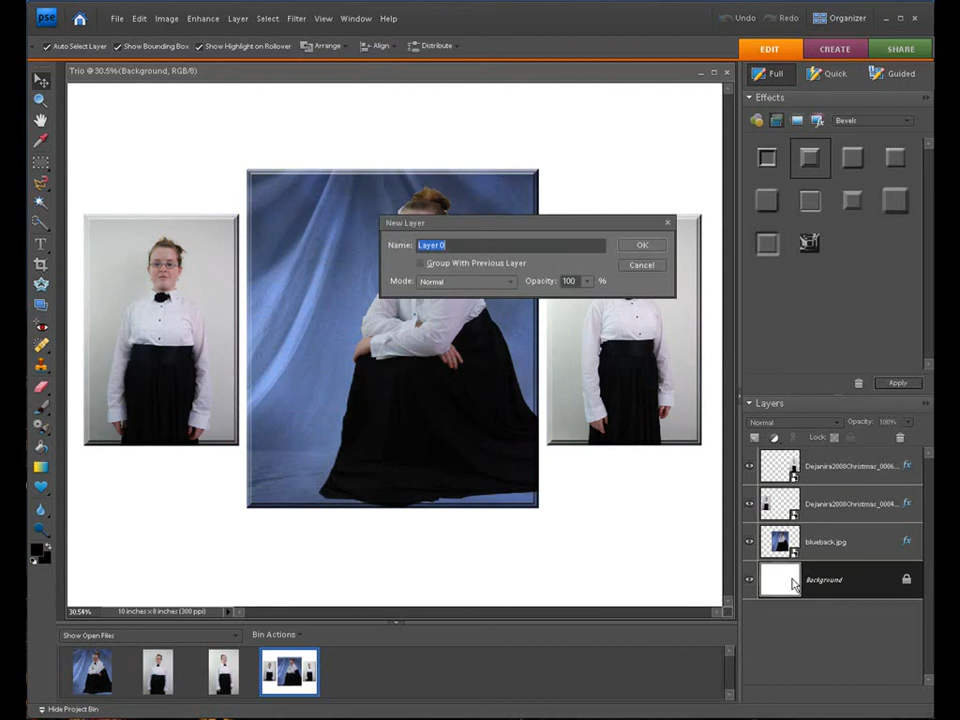 pse
File Edit Image Enhance Layer Select Filter View Window Help
Undo Redo Organizer
Auto Select Layer Show Bounding Box Show Highlight on Rollover Arrange Align Distribute
EDIT CREATE SHARE
Trio @ 30.5%(Background, RGB/8)
Full Quick Guided
Effects
Bevels
New Layer
Name: Layer 0 OK
Group With Previous Layer Cancel
Mode: Normal Opacity: 100 %
Apply
Layers
Normal Opacity: 100%
Lock:
Dejanira2008Christmas_0006...
Dejanira2008Christmas_0004...
blueback.jpg
Background
30.54% 10 inches x 8 inches (300 ppi)
Show Open Files Bin Actions
Hide Project Bin